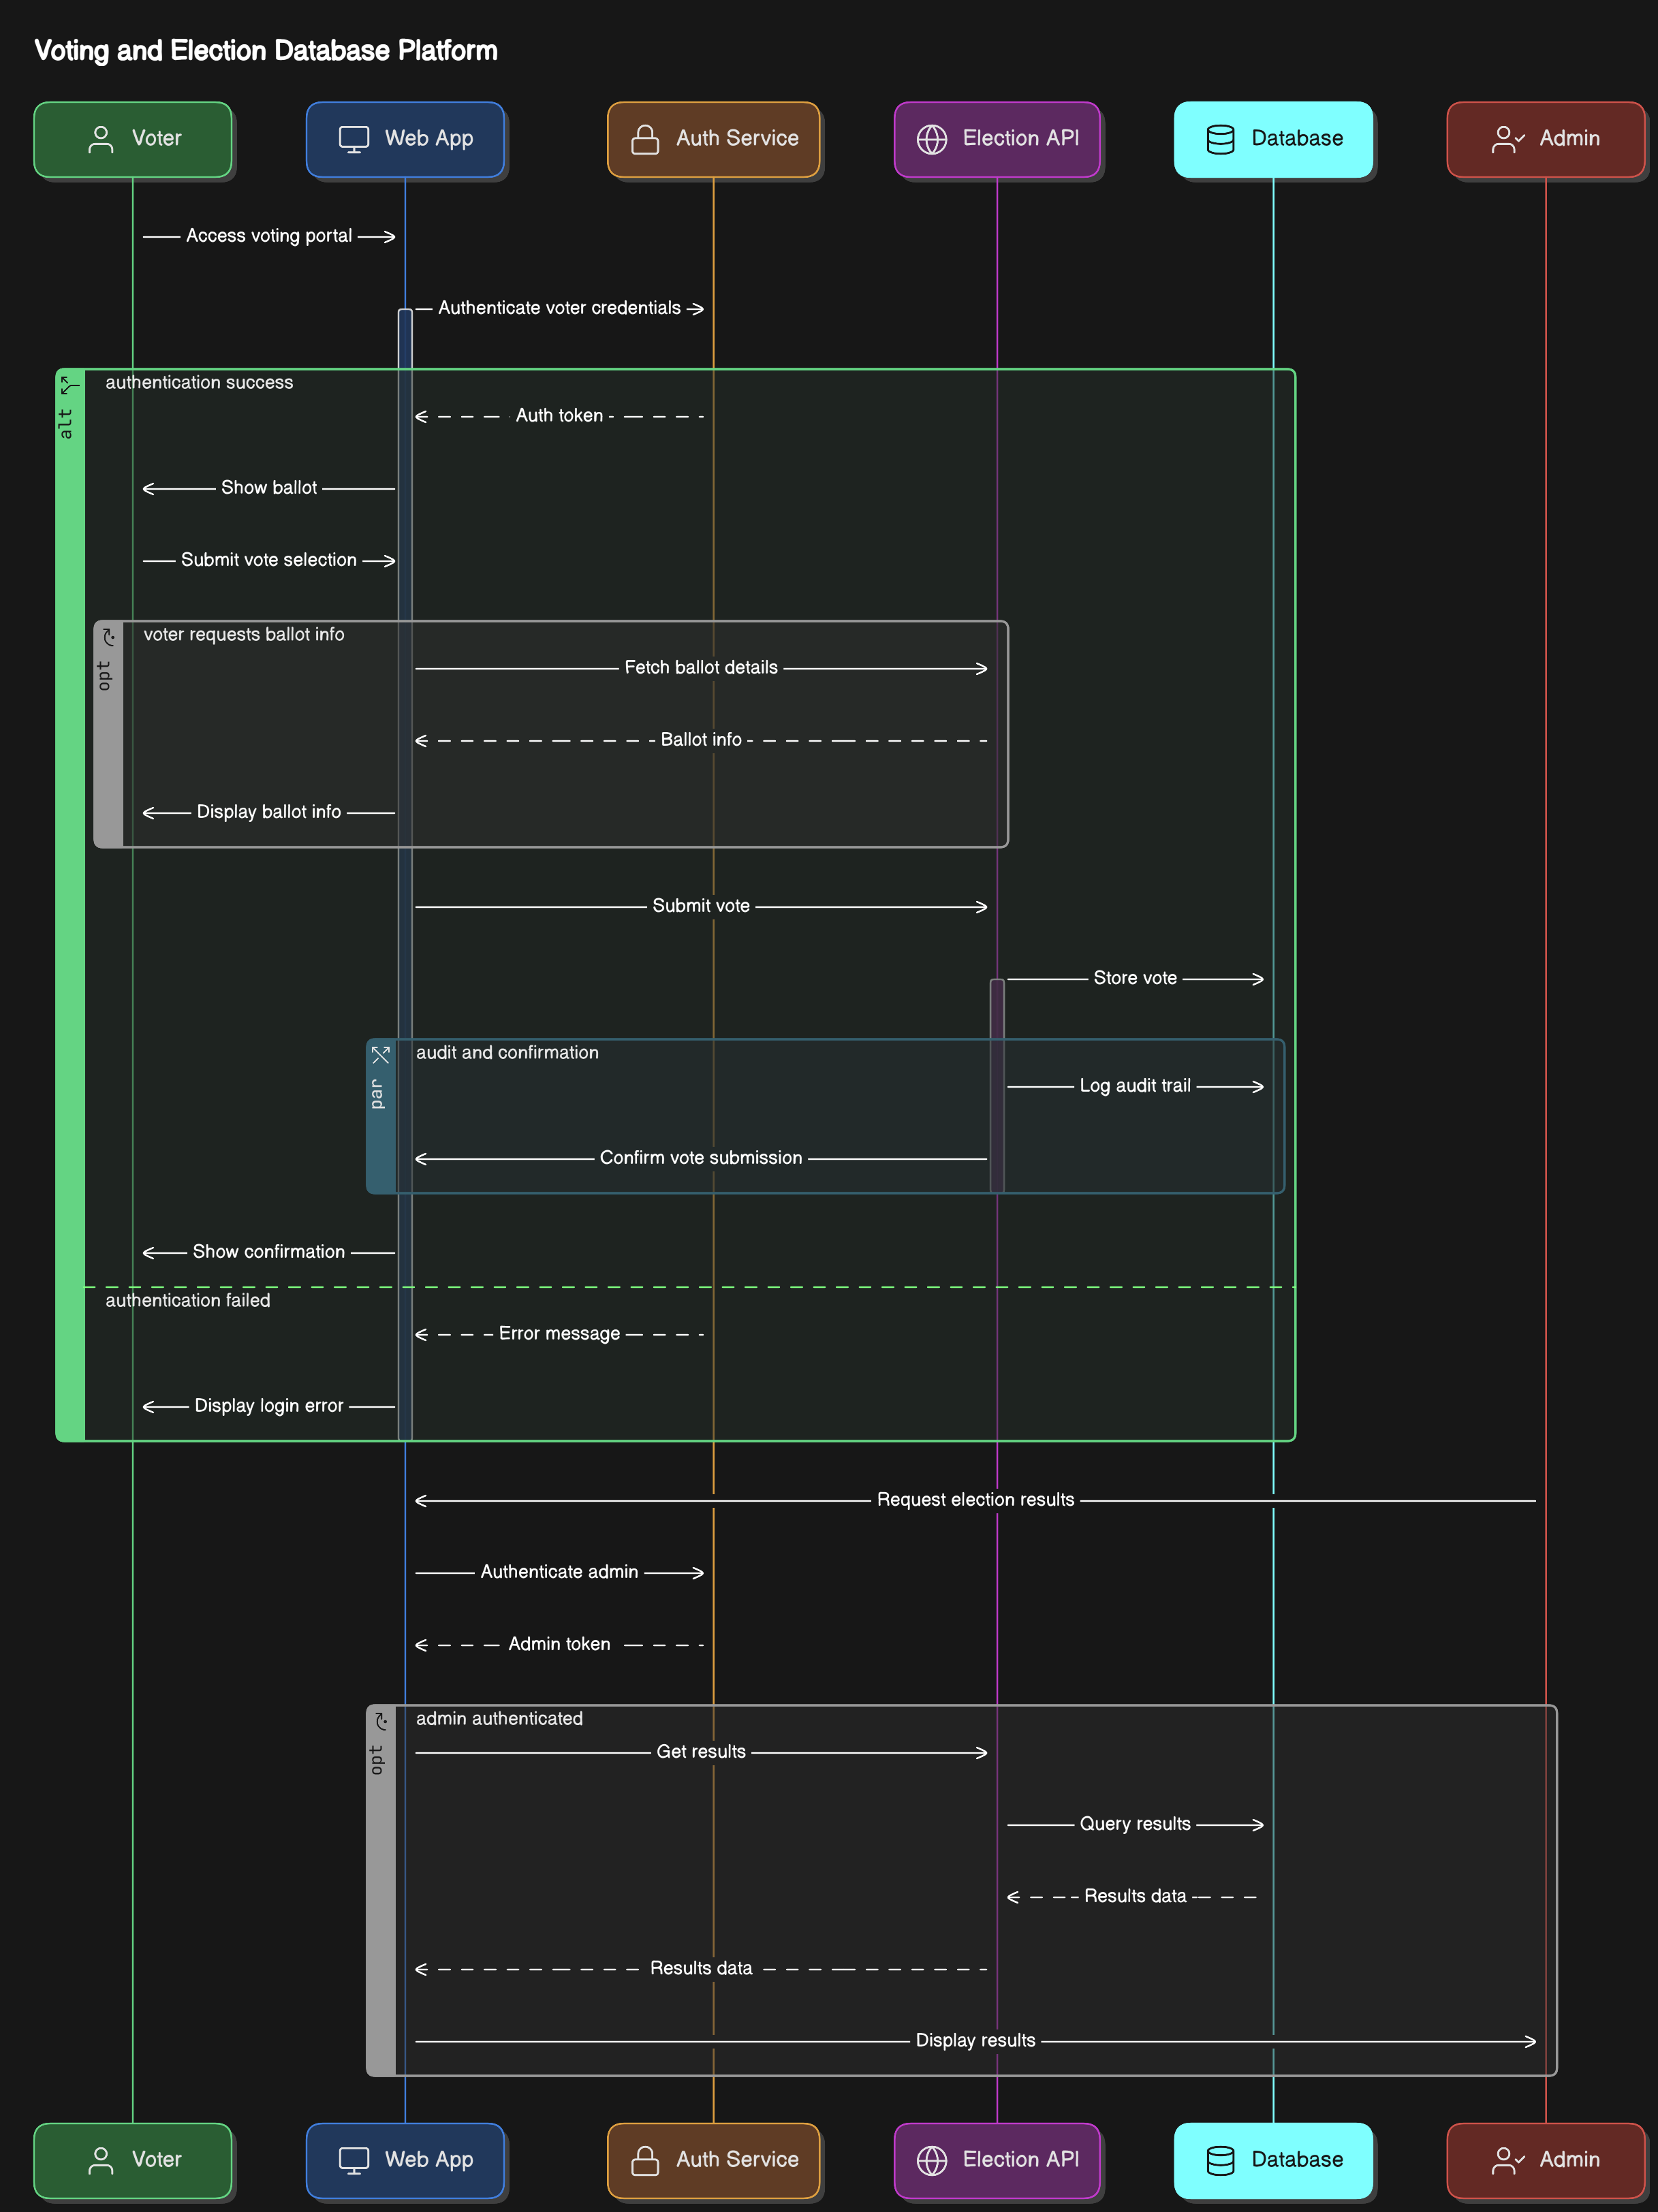 Voting and Election Database Platform
Voter
Web App
Auth Service
Election API
Database
Admin
Access voting portal
Authenticate voter credentials
alt
authentication success
Auth token
Show ballot
Submit vote selection
opt
voter requests ballot info
Fetch ballot details
Ballot info
Display ballot info
Submit vote
Store vote
par
audit and confirmation
Log audit trail
Confirm vote submission
Show confirmation
authentication failed
Error message
Display login error
Request election results
Authenticate admin
Admin token
opt
admin authenticated
Get results
Query results
Results data
Results data
Display results
Voter
Web App
Auth Service
Election API
Database
Admin